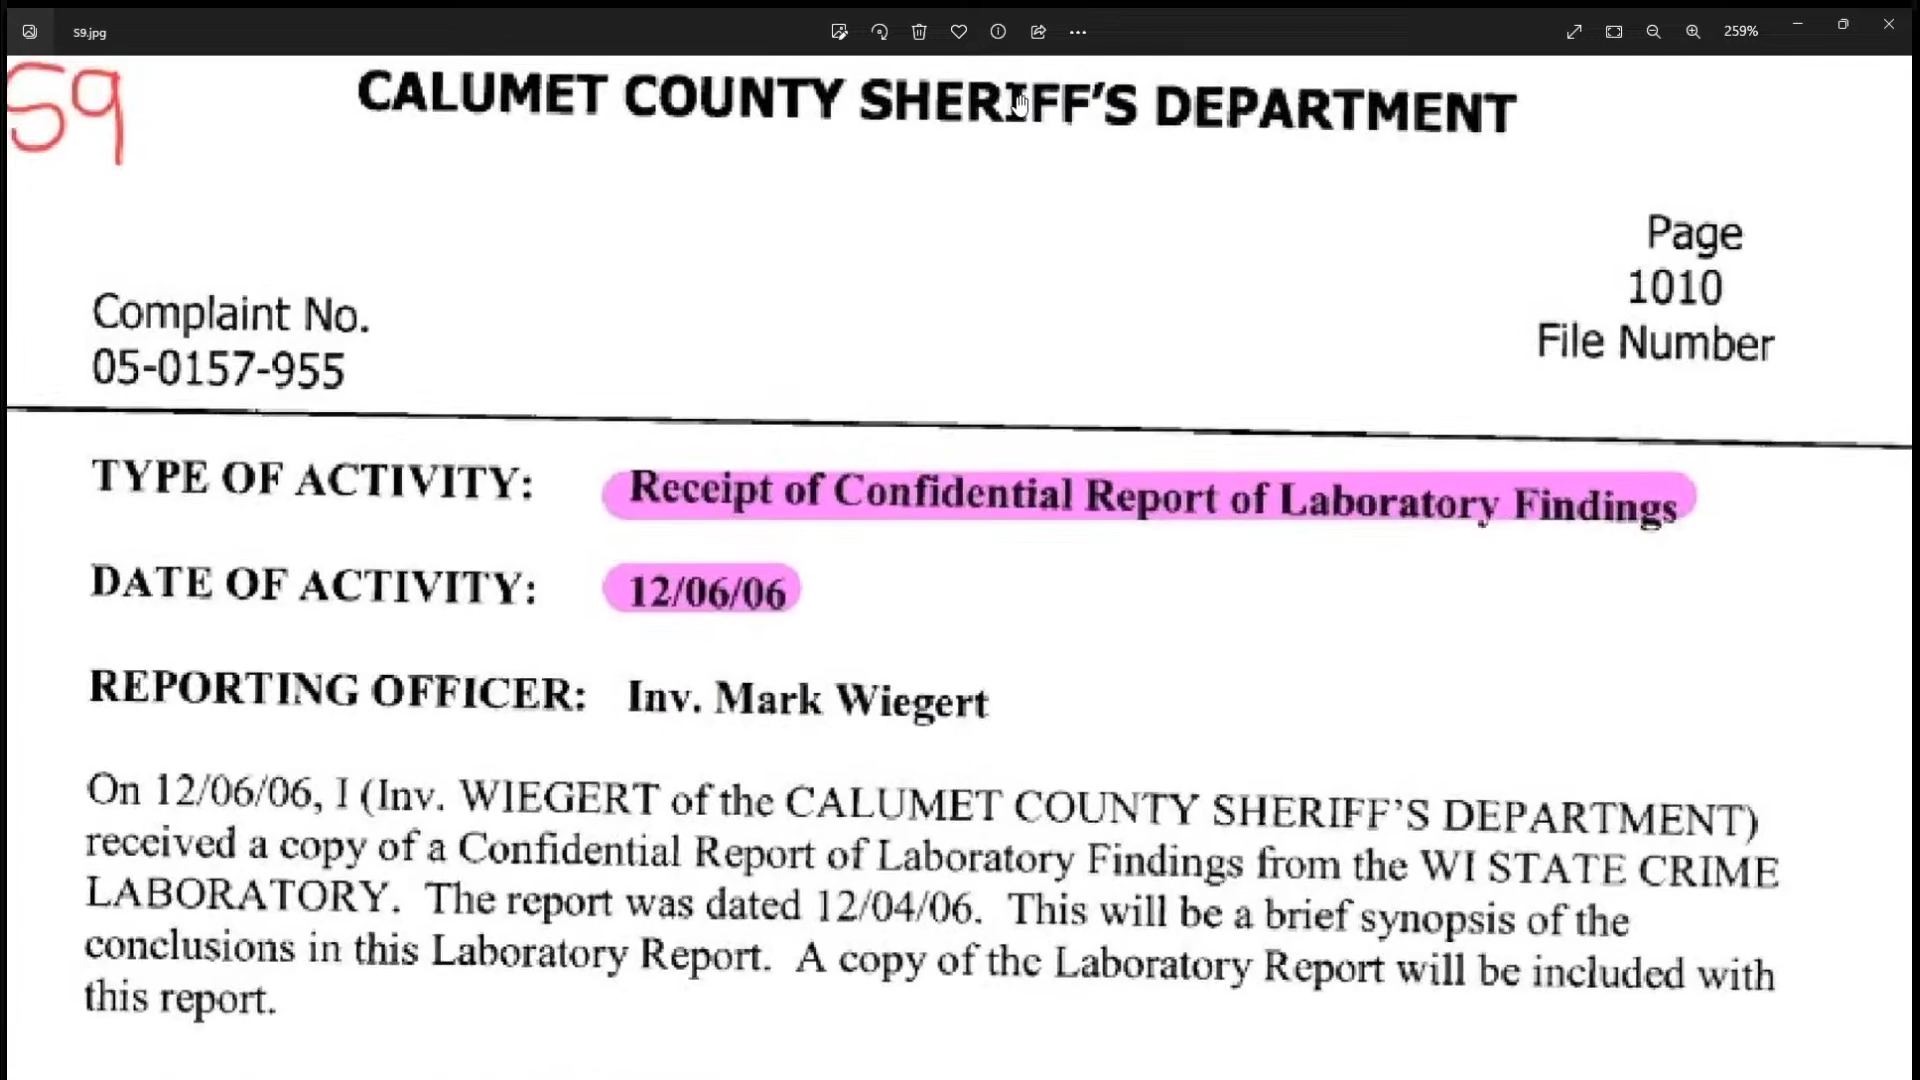 S9.jpg
259%
59
CALUMET COUNTY SHERIFF'S DEPARTMENT
Page
1010
Complaint No.
File Number
05-0157-955
TYPE OF ACTIVITY: Receipt of Confidential Report of Laboratory Findings
DATE OF ACTIVITY: 12/06/06
REPORTING OFFICER: Inv. Mark Wiegert
On 12/06/06, I (Inv. WIEGERT of the CALUMET COUNTY SHERIFF'S DEPARTMENT)
received a copy of a Confidential Report of Laboratory Findings from the WI STATE CRIME
LABORATORY. The report was dated 12/04/06. This will be a brief synopsis of the
conclusions in this Laboratory Report. A copy of the Laboratory Report will be included with
this report.